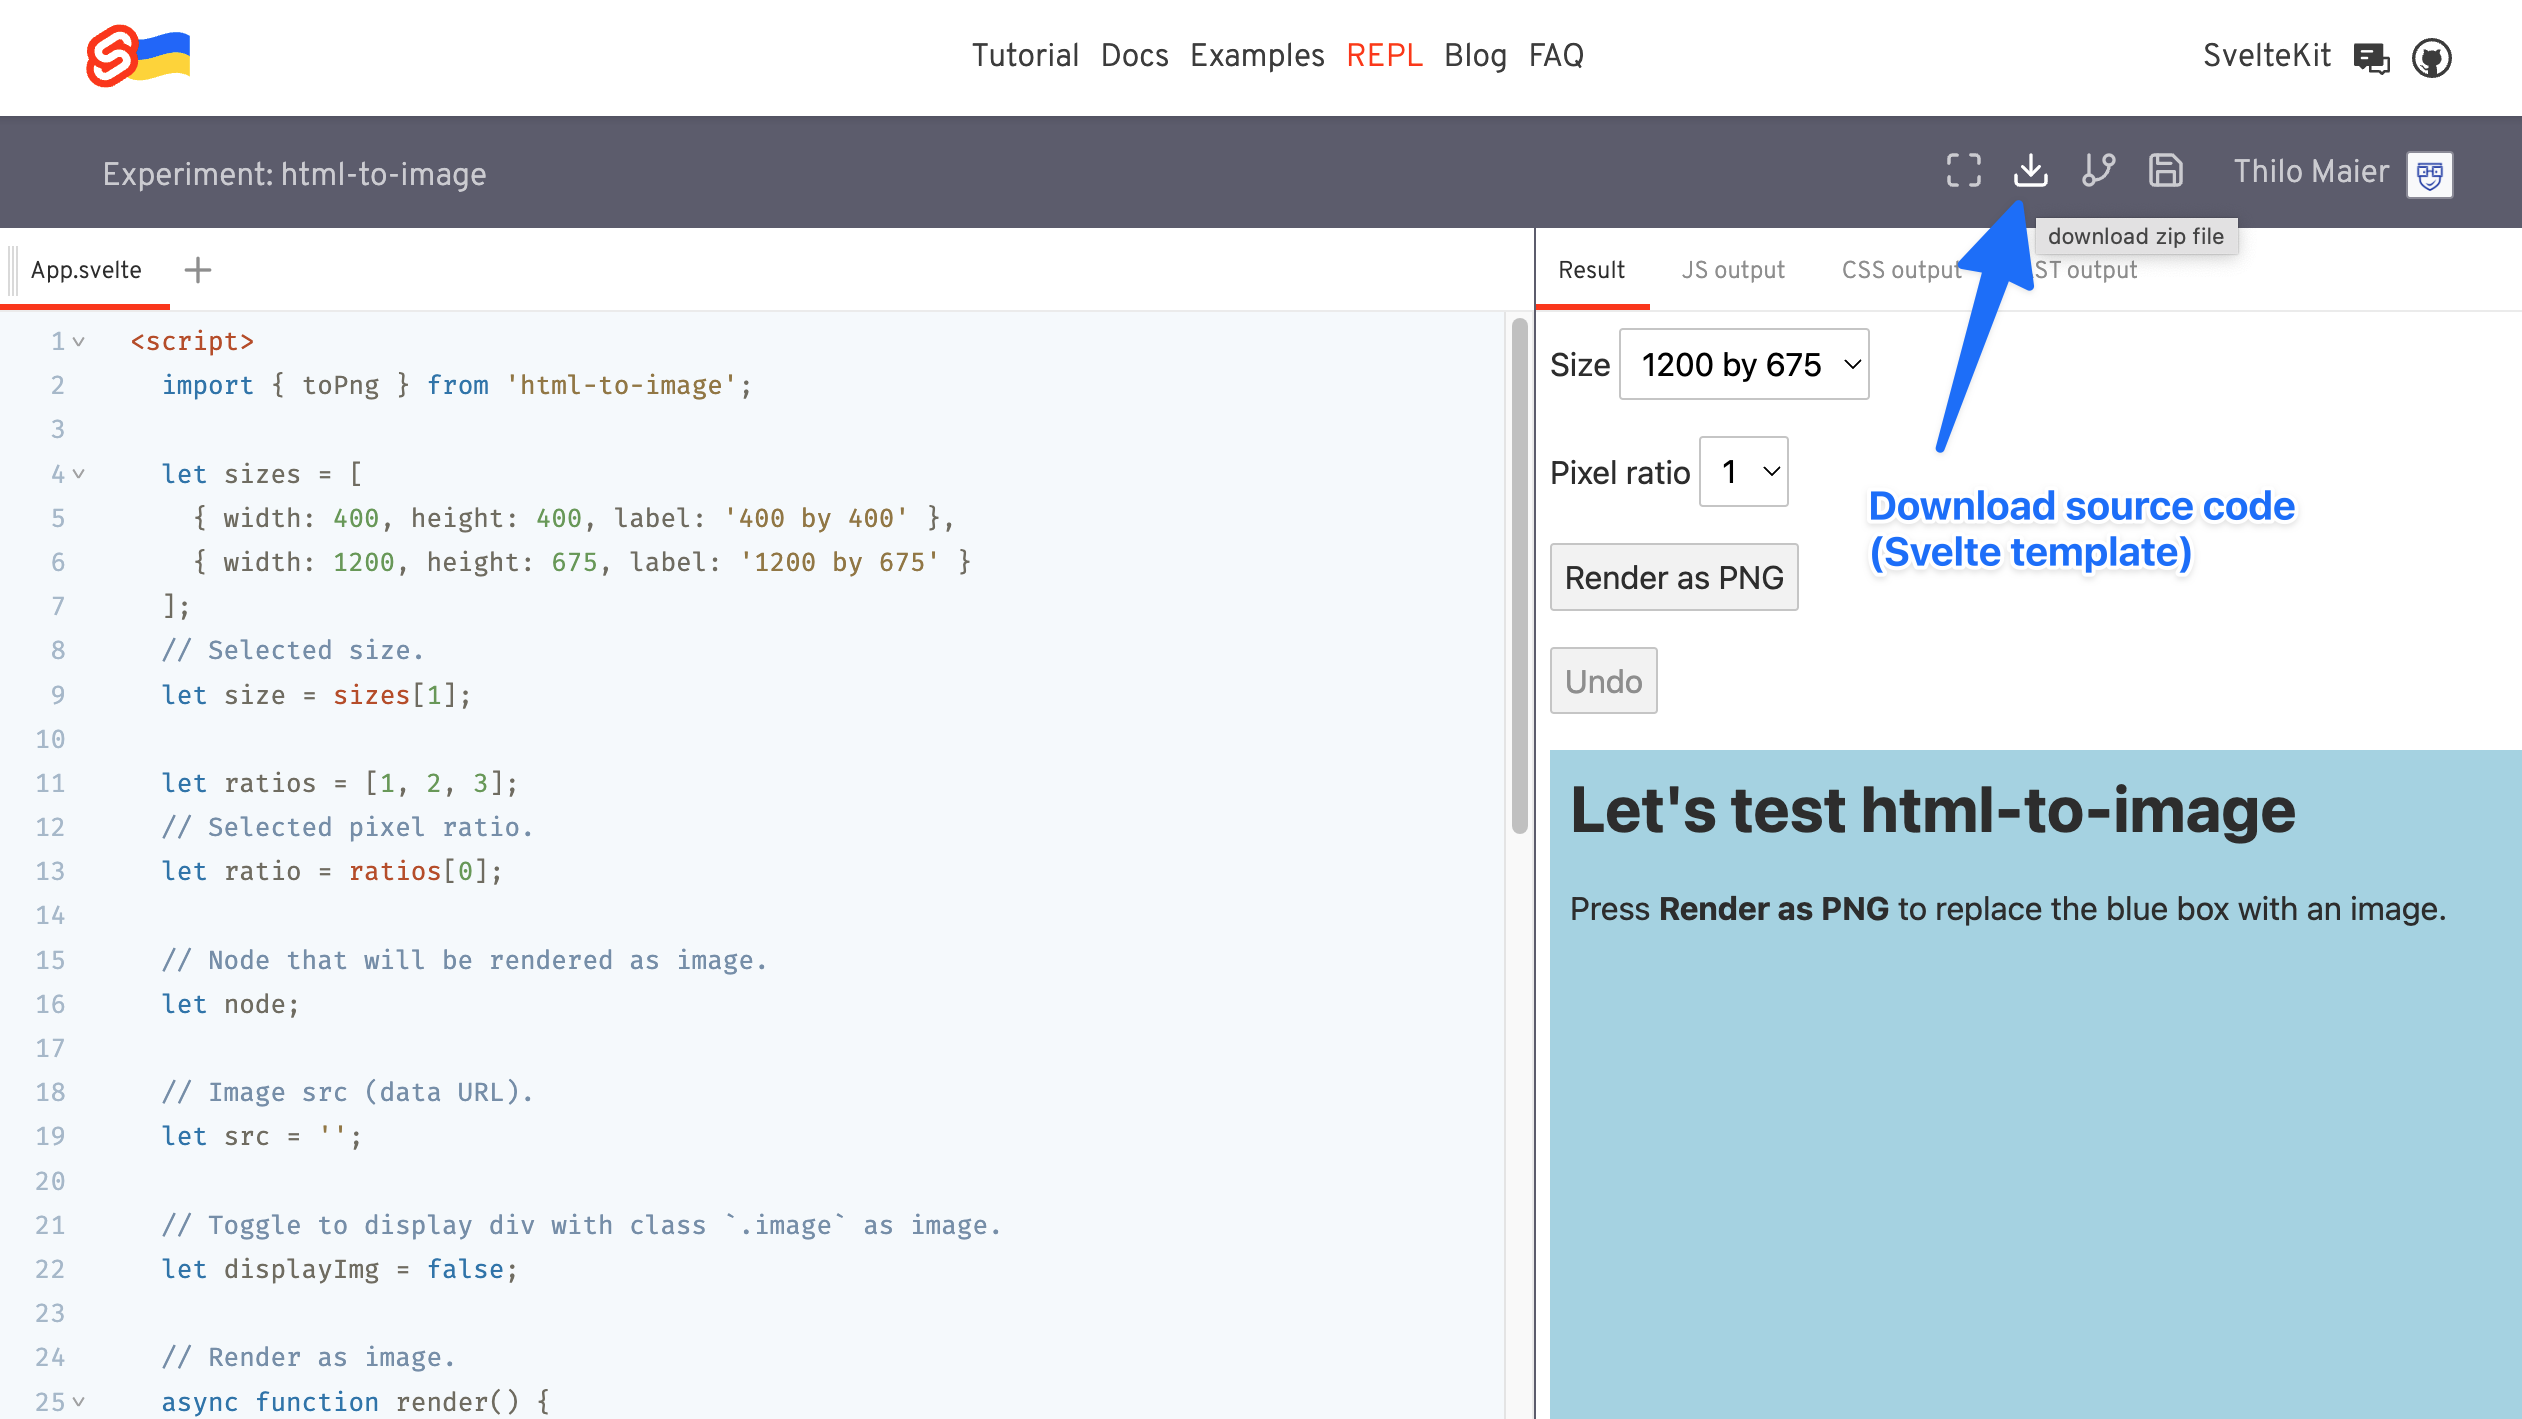 Tutorial Docs Examples REPL Blog FAQ
SvelteKit
Experiment: html-to-image
Thilo Maier
download zip file
App.svelte
Result JS output CSS output ST output
1 <script>
2 import { toPng } from 'html-to-image';
3
4 let sizes = [
5 { width: 400, height: 400, label: '400 by 400' },
6 { width: 1200, height: 675, label: '1200 by 675' }
7 ];
8 // Selected size.
9 let size = sizes[1];
10
11 let ratios = [1, 2, 3];
12 // Selected pixel ratio.
13 let ratio = ratios[0];
14
15 // Node that will be rendered as image.
16 let node;
17
18 // Image src (data URL).
19 let src = '';
20
21 // Toggle to display div with class `.image` as image.
22 let displayImg = false;
23
24 // Render as image.
25 async function render() {
Size 1200 by 675
Pixel ratio 1
Render as PNG
Undo
Download source code
(Svelte template)
Let's test html-to-image
Press Render as PNG to replace the blue box with an image.